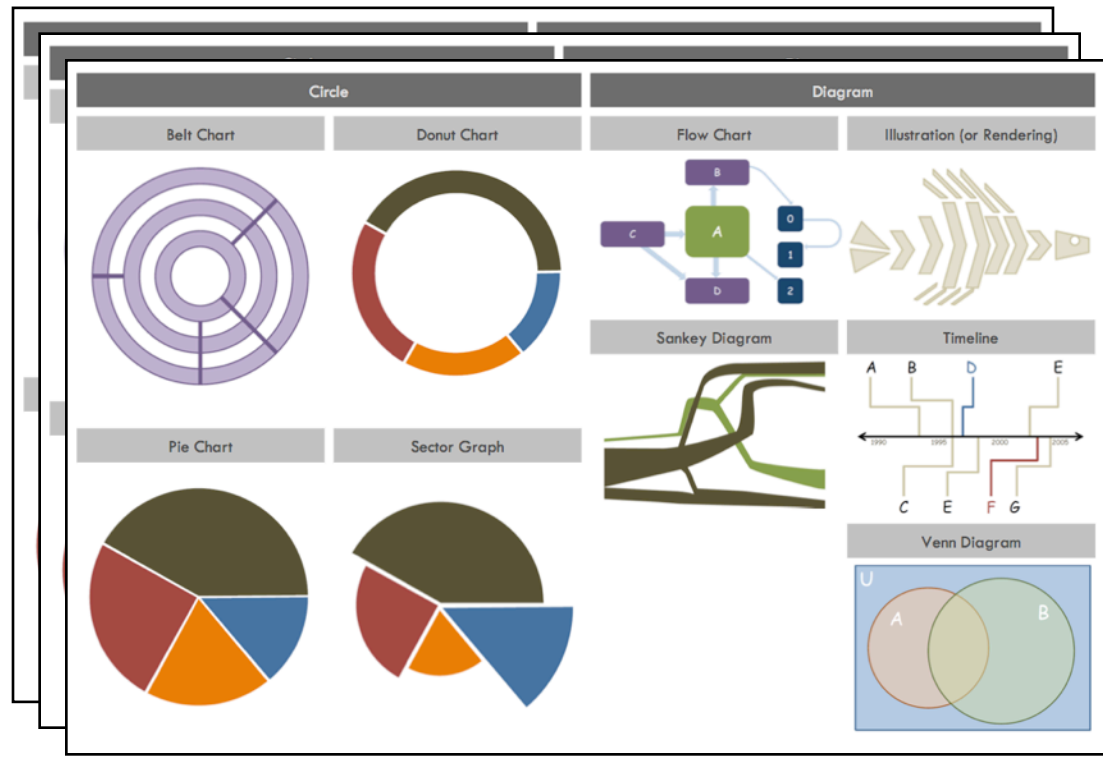 Circle
Diagram
Belt Chart
Donut Chart
Flow Chart
Illustration (or Rendering)
B
C
A
D
0
1
2
Sankey Diagram
Timeline
A B D E
1990 1995 2000 2005
C E F G
Pie Chart
Sector Graph
Venn Diagram
U
A
B